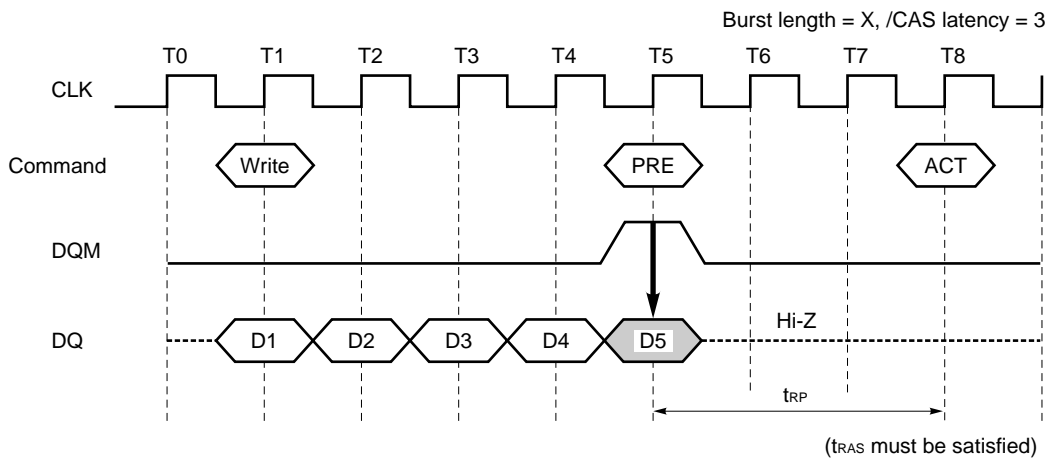 Burst length = X, /CAS latency = 3
T0 T1 T2 T3 T4 T5 T6 T7 T8
CLK
Command Write PRE ACT
DQM
DQ D1 D2 D3 D4 D5 Hi-Z
tRP
(tRAS must be satisfied)